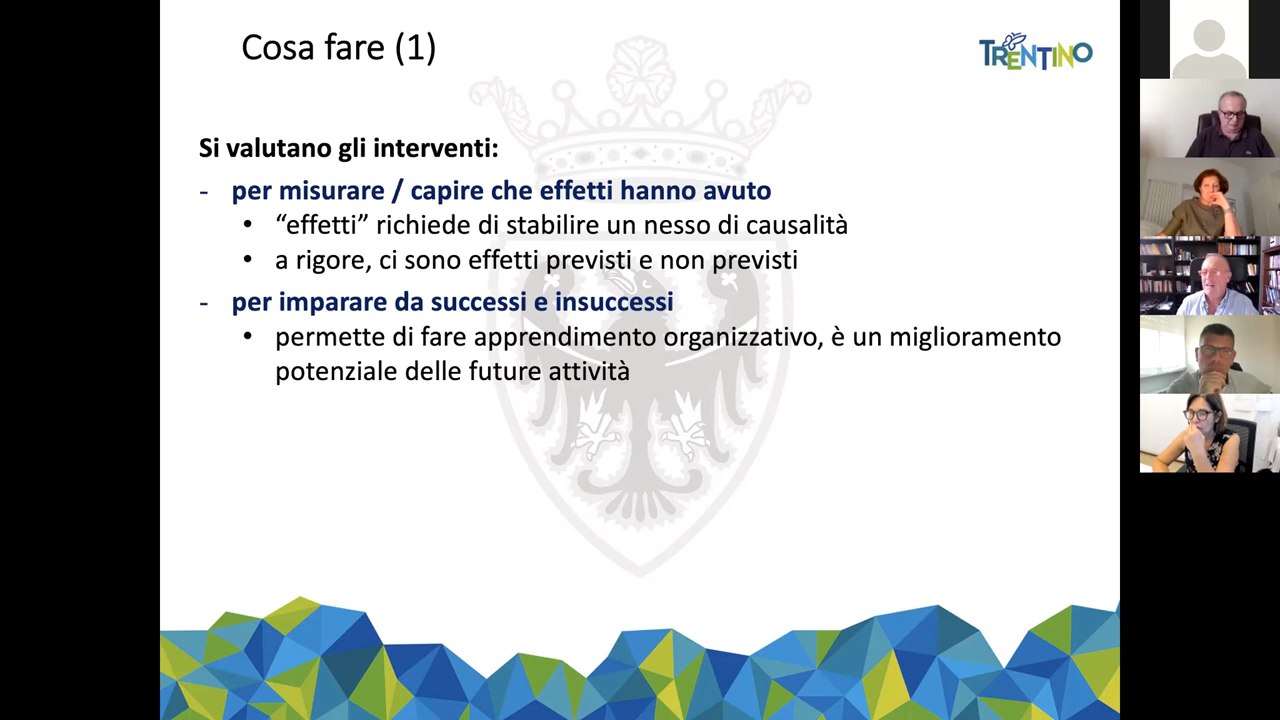 Cosa fare (1)
TRENTINO
Si valutano gli interventi:
- per misurare / capire che effetti hanno avuto
• “effetti” richiede di stabilire un nesso di causalità
• a rigore, ci sono effetti previsti e non previsti
- per imparare da successi e insuccessi
• permette di fare apprendimento organizzativo, è un miglioramento
potenziale delle future attività